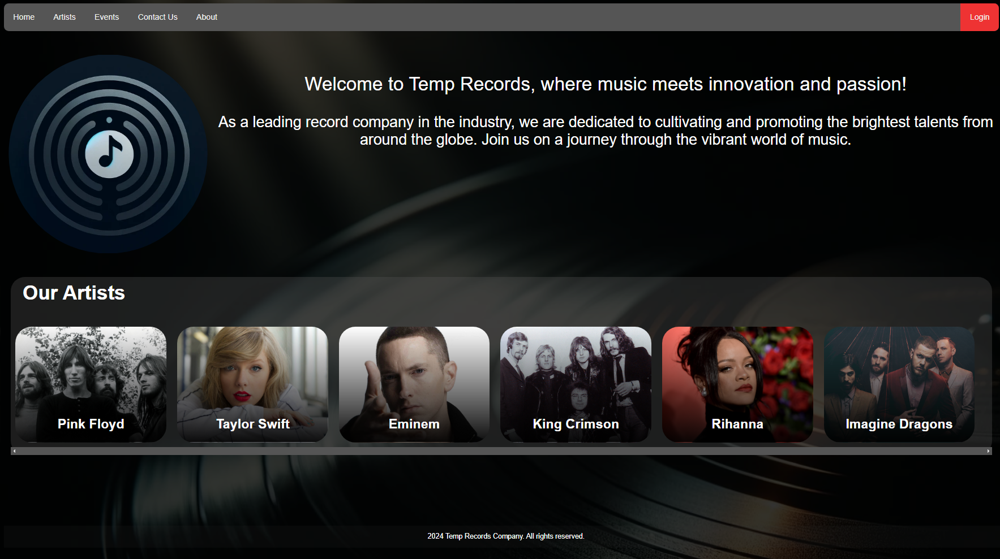 Home Artists Events Contact Us About Login
Welcome to Temp Records, where music meets innovation and passion!
As a leading record company in the industry, we are dedicated to cultivating and promoting the brightest talents from
around the globe. Join us on a journey through the vibrant world of music.
Our Artists
Pink Floyd Taylor Swift Eminem King Crimson Rihanna Imagine Dragons
2024 Temp Records Company. All rights reserved.